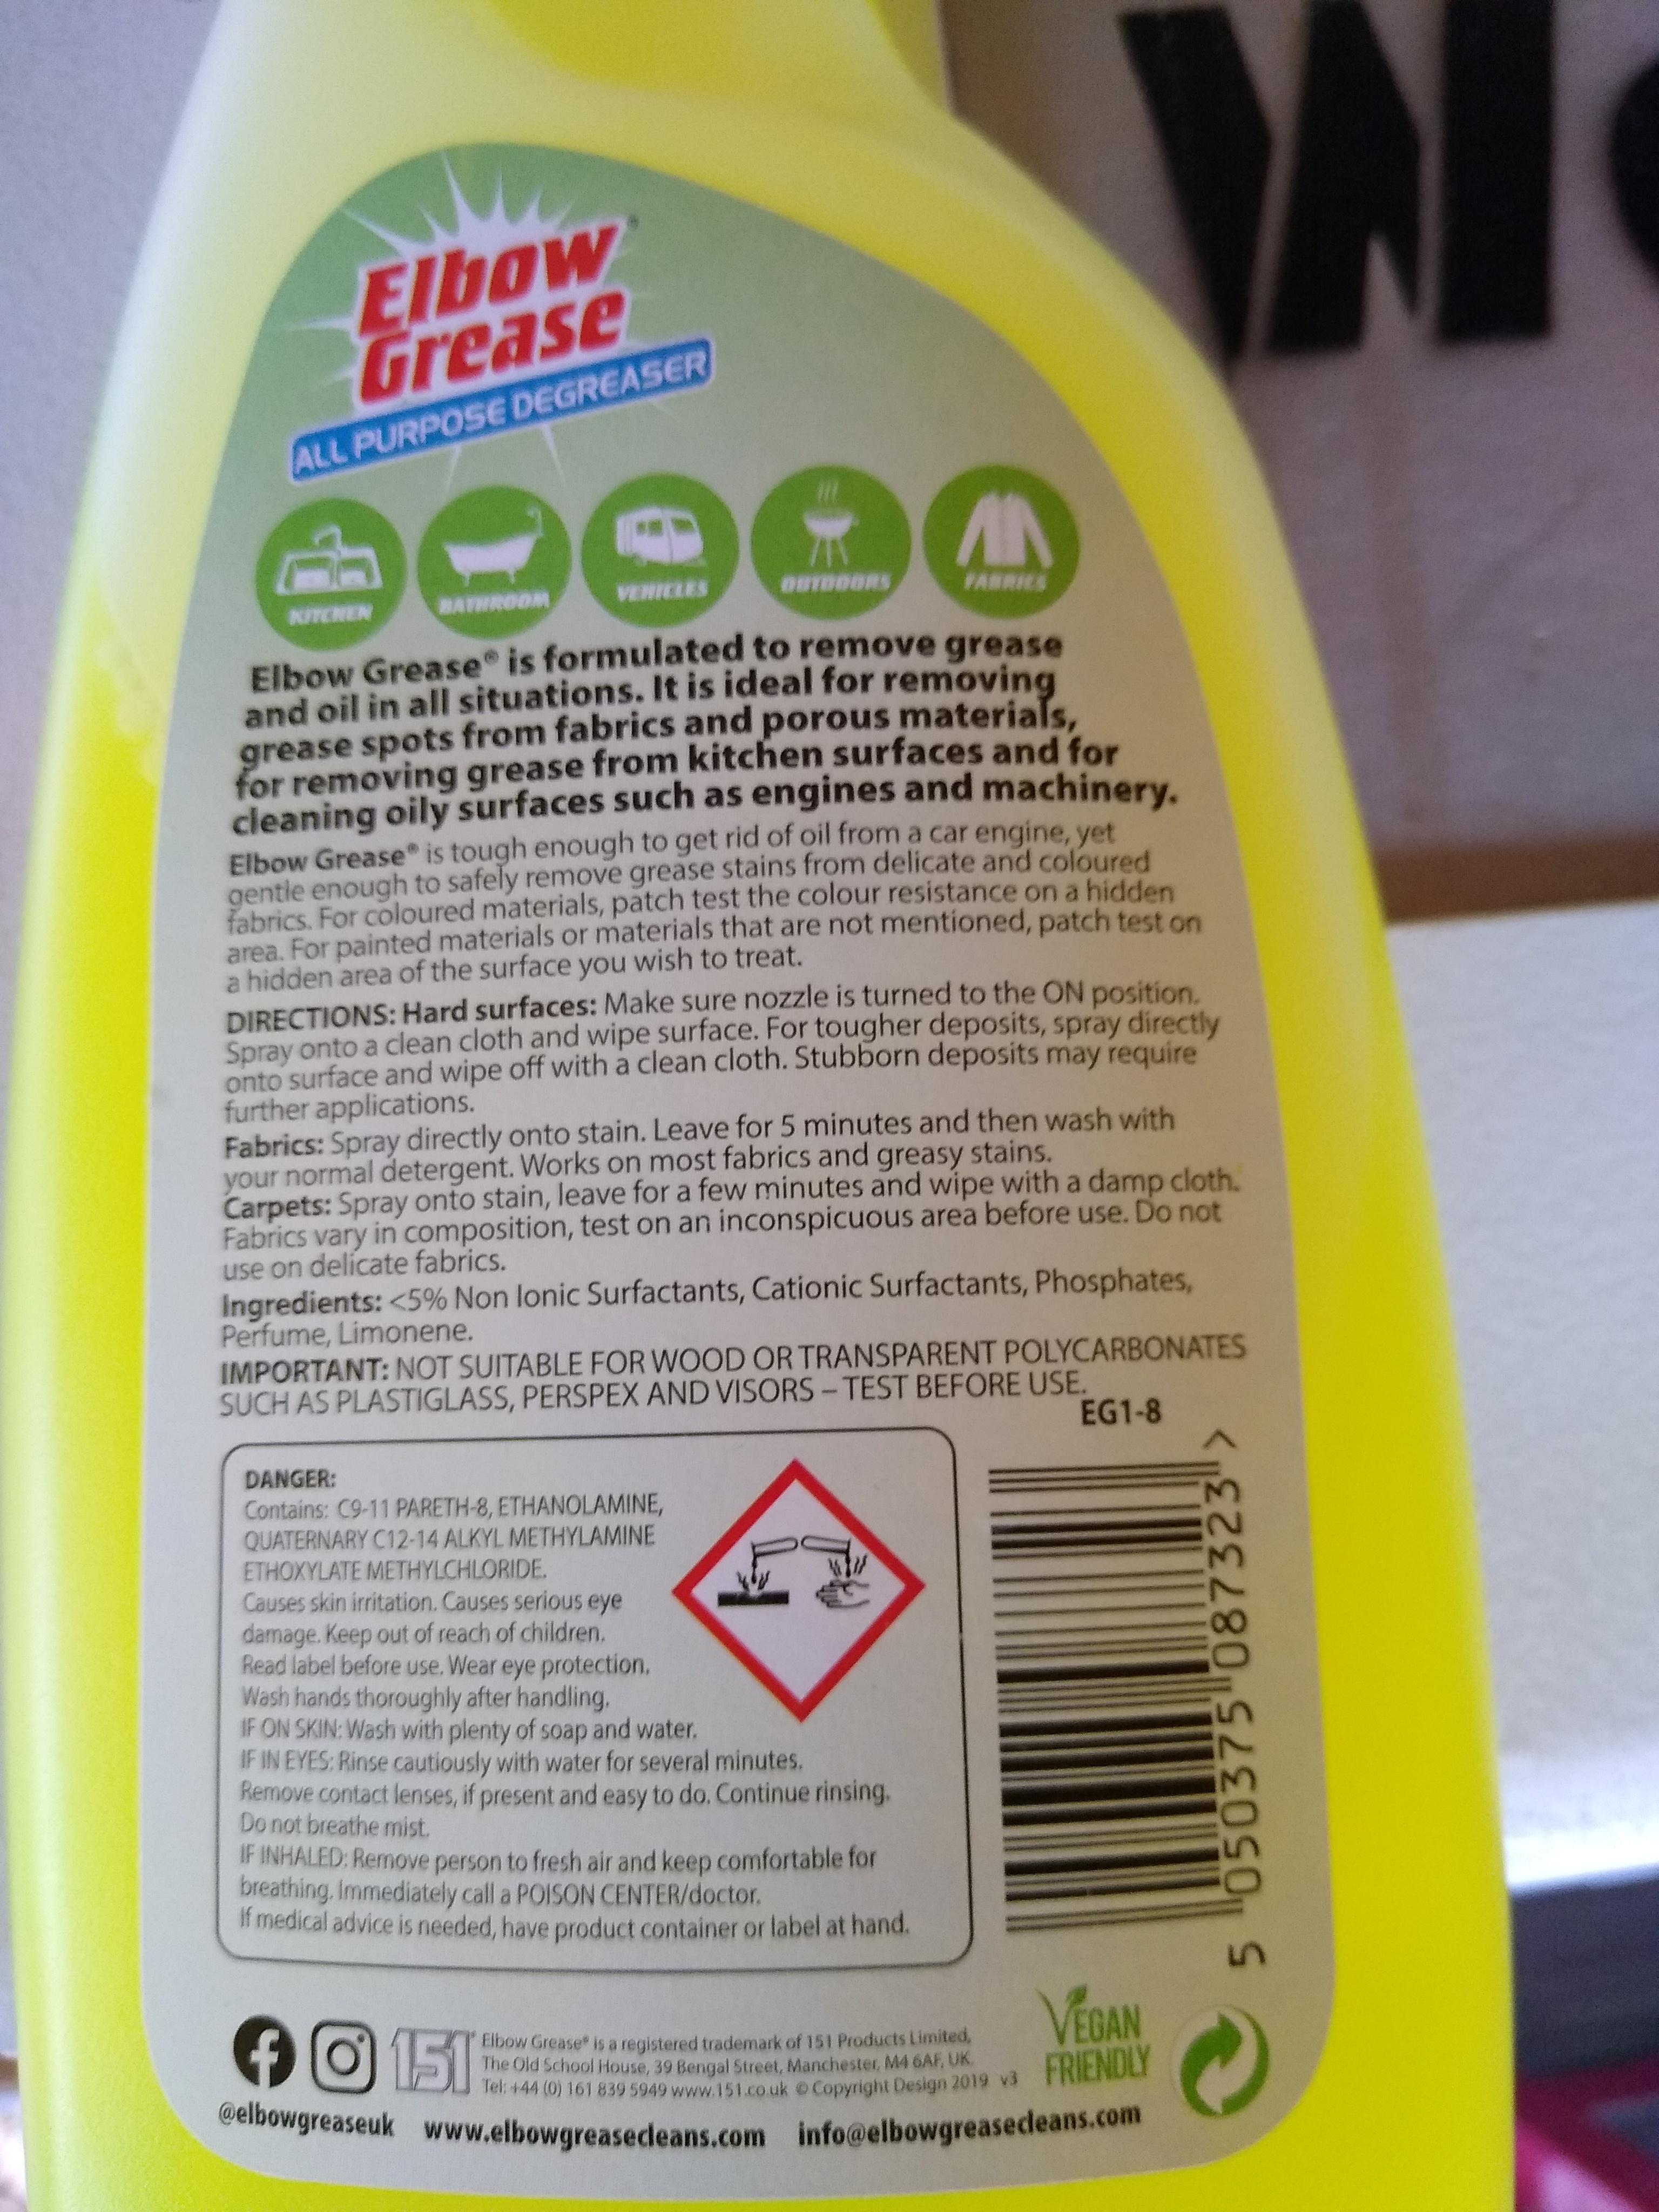 Elbow
Grease®
ALL PURPOSE DEGREASER
KITCHEN
BATHROOM
VEHICLES
OUTDOORS
FABRICS
Elbow Grease® is formulated to remove grease
and oil in all situations. It is ideal for removing
grease spots from fabrics and porous materials,
for removing grease from kitchen surfaces and for
cleaning oily surfaces such as engines and machinery.
Elbow Grease® is tough enough to get rid of oil from a car engine, yet
gentle enough to safely remove grease stains from delicate and coloured
fabrics. For coloured materials, patch test the colour resistance on a hidden
area. For painted materials or materials that are not mentioned, patch test on
a hidden area of the surface you wish to treat.
DIRECTIONS: Hard surfaces: Make sure nozzle is turned to the ON position.
Spray onto a clean cloth and wipe surface. For tougher deposits, spray directly
onto surface and wipe off with a clean cloth. Stubborn deposits may require
further applications.
Fabrics: Spray directly onto stain. Leave for 5 minutes and then wash with
your normal detergent. Works on most fabrics and greasy stains.
Carpets: Spray onto stain, leave for a few minutes and wipe with a damp cloth.
Fabrics vary in composition, test on an inconspicuous area before use. Do not
use on delicate fabrics.
Ingredients: <5% Non Ionic Surfactants, Cationic Surfactants, Phosphates,
Perfume, Limonene.
IMPORTANT: NOT SUITABLE FOR WOOD OR TRANSPARENT POLYCARBONATES
SUCH AS PLASTIGLASS, PERSPEX AND VISORS – TEST BEFORE USE.
EG1-8
DANGER:
Contains: C9-11 PARETH-8, ETHANOLAMINE,
QUATERNARY C12-14 ALKYL METHYLAMINE
ETHOXYLATE METHYLCHLORIDE.
Causes skin irritation. Causes serious eye
damage. Keep out of reach of children.
Read label before use. Wear eye protection.
Wash hands thoroughly after handling.
IF ON SKIN: Wash with plenty of soap and water.
IF IN EYES: Rinse cautiously with water for several minutes.
Remove contact lenses, if present and easy to do. Continue rinsing.
Do not breathe mist.
IF INHALED: Remove person to fresh air and keep comfortable for
breathing. Immediately call a POISON CENTER/doctor.
If medical advice is needed, have product container or label at hand.
5 050375 087323 >
151
Elbow Grease® is a registered trademark of 151 Products Limited,
The Old School House, 39 Bengal Street, Manchester, M4 6AF, UK.
Tel: +44 (0) 161 839 5949 www.151.co.uk © Copyright Design 2019 v3
VEGAN
FRIENDLY
@elbowgreaseuk www.elbowgreasecleans.com info@elbowgreasecleans.com